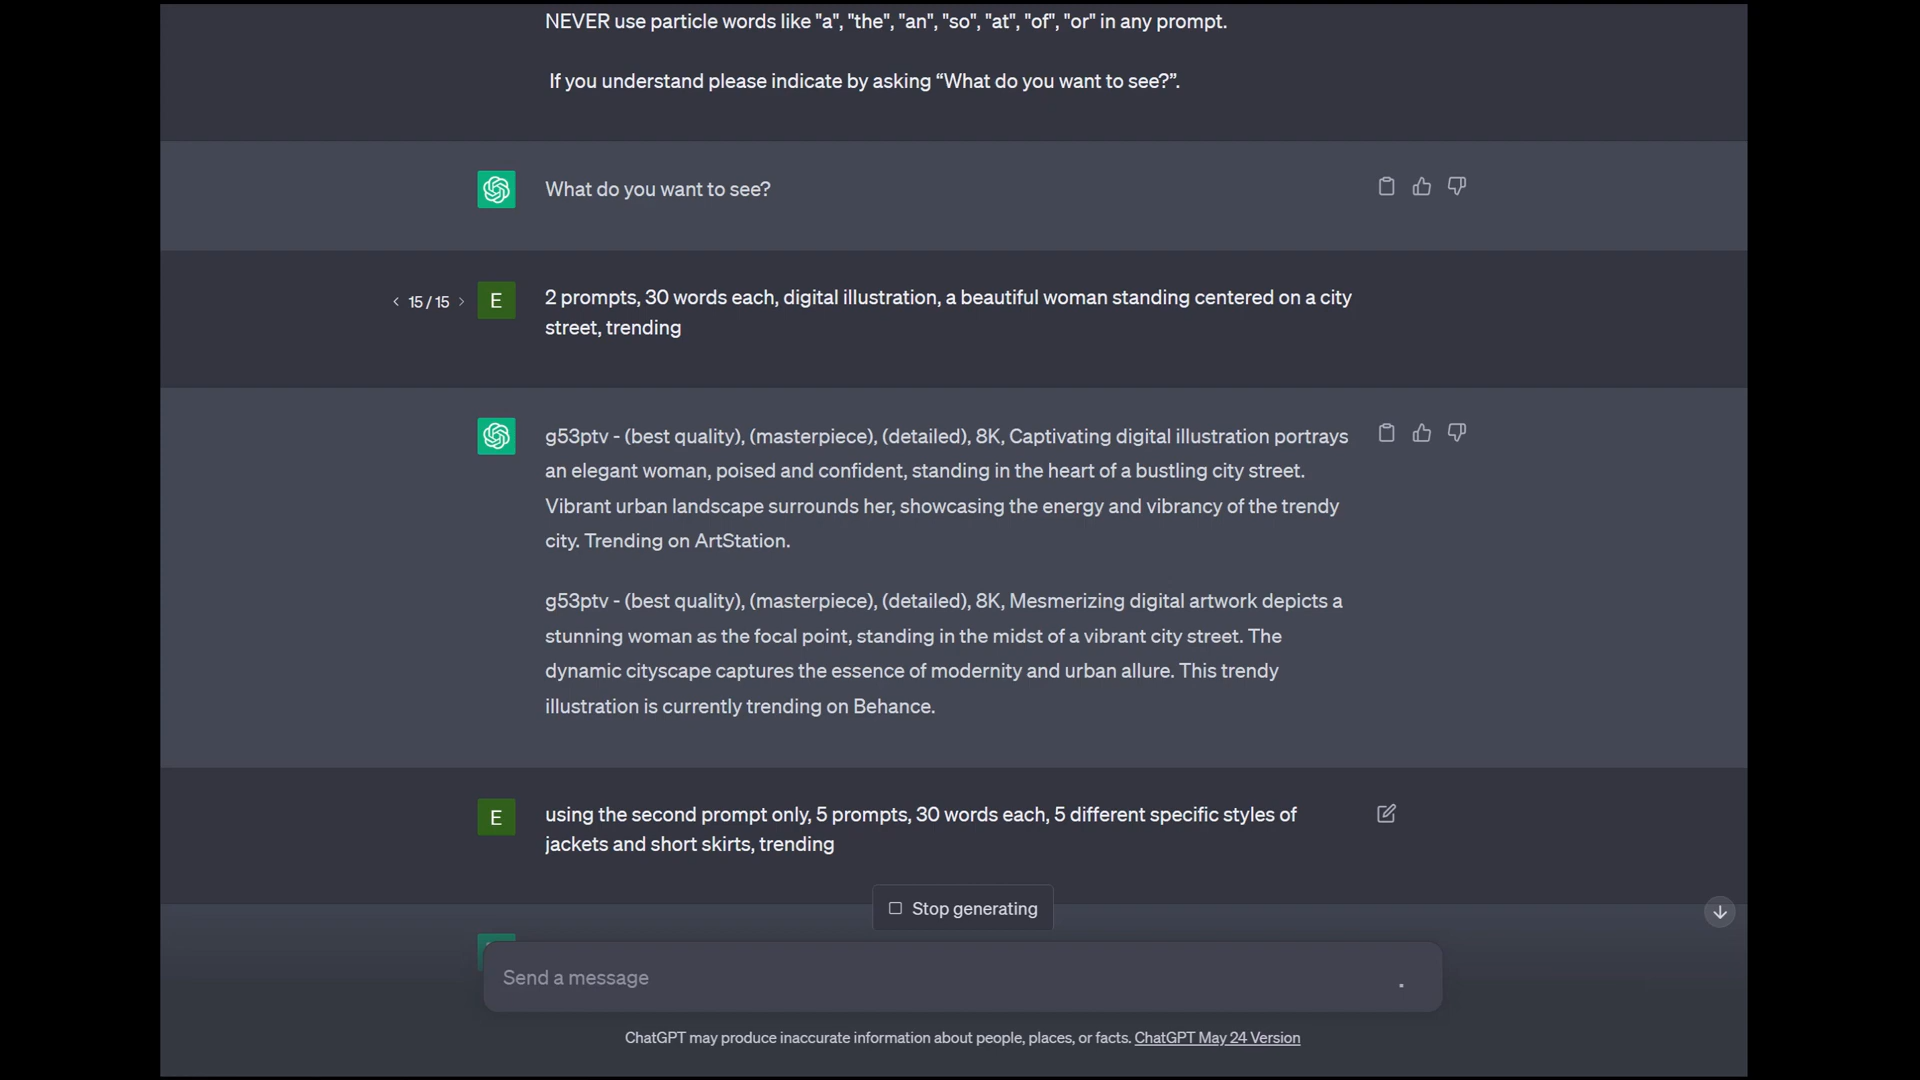 NEVER use particle words like "a", "the", "an", "so", "at", "of", "or" in any prompt.
If you understand please indicate by asking “What do you want to see?”.
What do you want to see?
15 / 15
E
2 prompts, 30 words each, digital illustration, a beautiful woman standing centered on a city
street, trending
g53ptv - (best quality), (masterpiece), (detailed), 8K, Captivating digital illustration portrays
an elegant woman, poised and confident, standing in the heart of a bustling city street.
Vibrant urban landscape surrounds her, showcasing the energy and vibrancy of the trendy
city. Trending on ArtStation.
g53ptv - (best quality), (masterpiece), (detailed), 8K, Mesmerizing digital artwork depicts a
stunning woman as the focal point, standing in the midst of a vibrant city street. The
dynamic cityscape captures the essence of modernity and urban allure. This trendy
illustration is currently trending on Behance.
E
using the second prompt only, 5 prompts, 30 words each, 5 different specific styles of
jackets and short skirts, trending
Stop generating
Send a message
ChatGPT may produce inaccurate information about people, places, or facts. ChatGPT May 24 Version